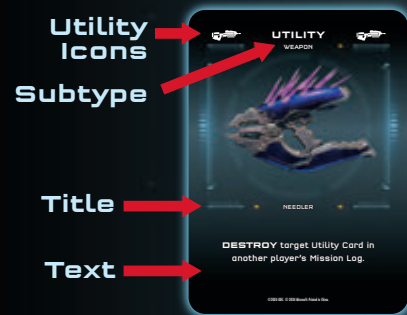 Utility
Icons
UTILITY
WEAPON
Subtype
Title
NEEDLER
Text
DESTROY target Utility Card in
another player's Mission Log.